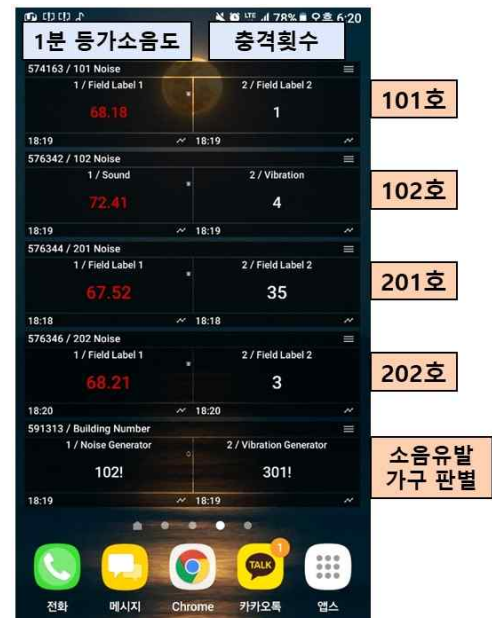 78% 오후 6:20
1분 등가소음도 충격횟수
574163 / 101 Noise
1 / Field Label 1 2 / Field Label 2
68.18 1
18:19 18:19
101호
576342 / 102 Noise
1 / Sound 2 / Vibration
72.41 4
18:19 18:19
102호
576344 / 201 Noise
1 / Field Label 1 2 / Field Label 2
67.52 35
18:18 18:18
201호
576346 / 202 Noise
1 / Field Label 1 2 / Field Label 2
68.21 3
18:20 18:20
202호
591313 / Building Number
1 / Noise Generator 2 / Vibration Generator
102! 301!
18:19 18:19
소음유발
가구 판별
1
TALK
전화 메시지 Chrome 카카오톡 앱스